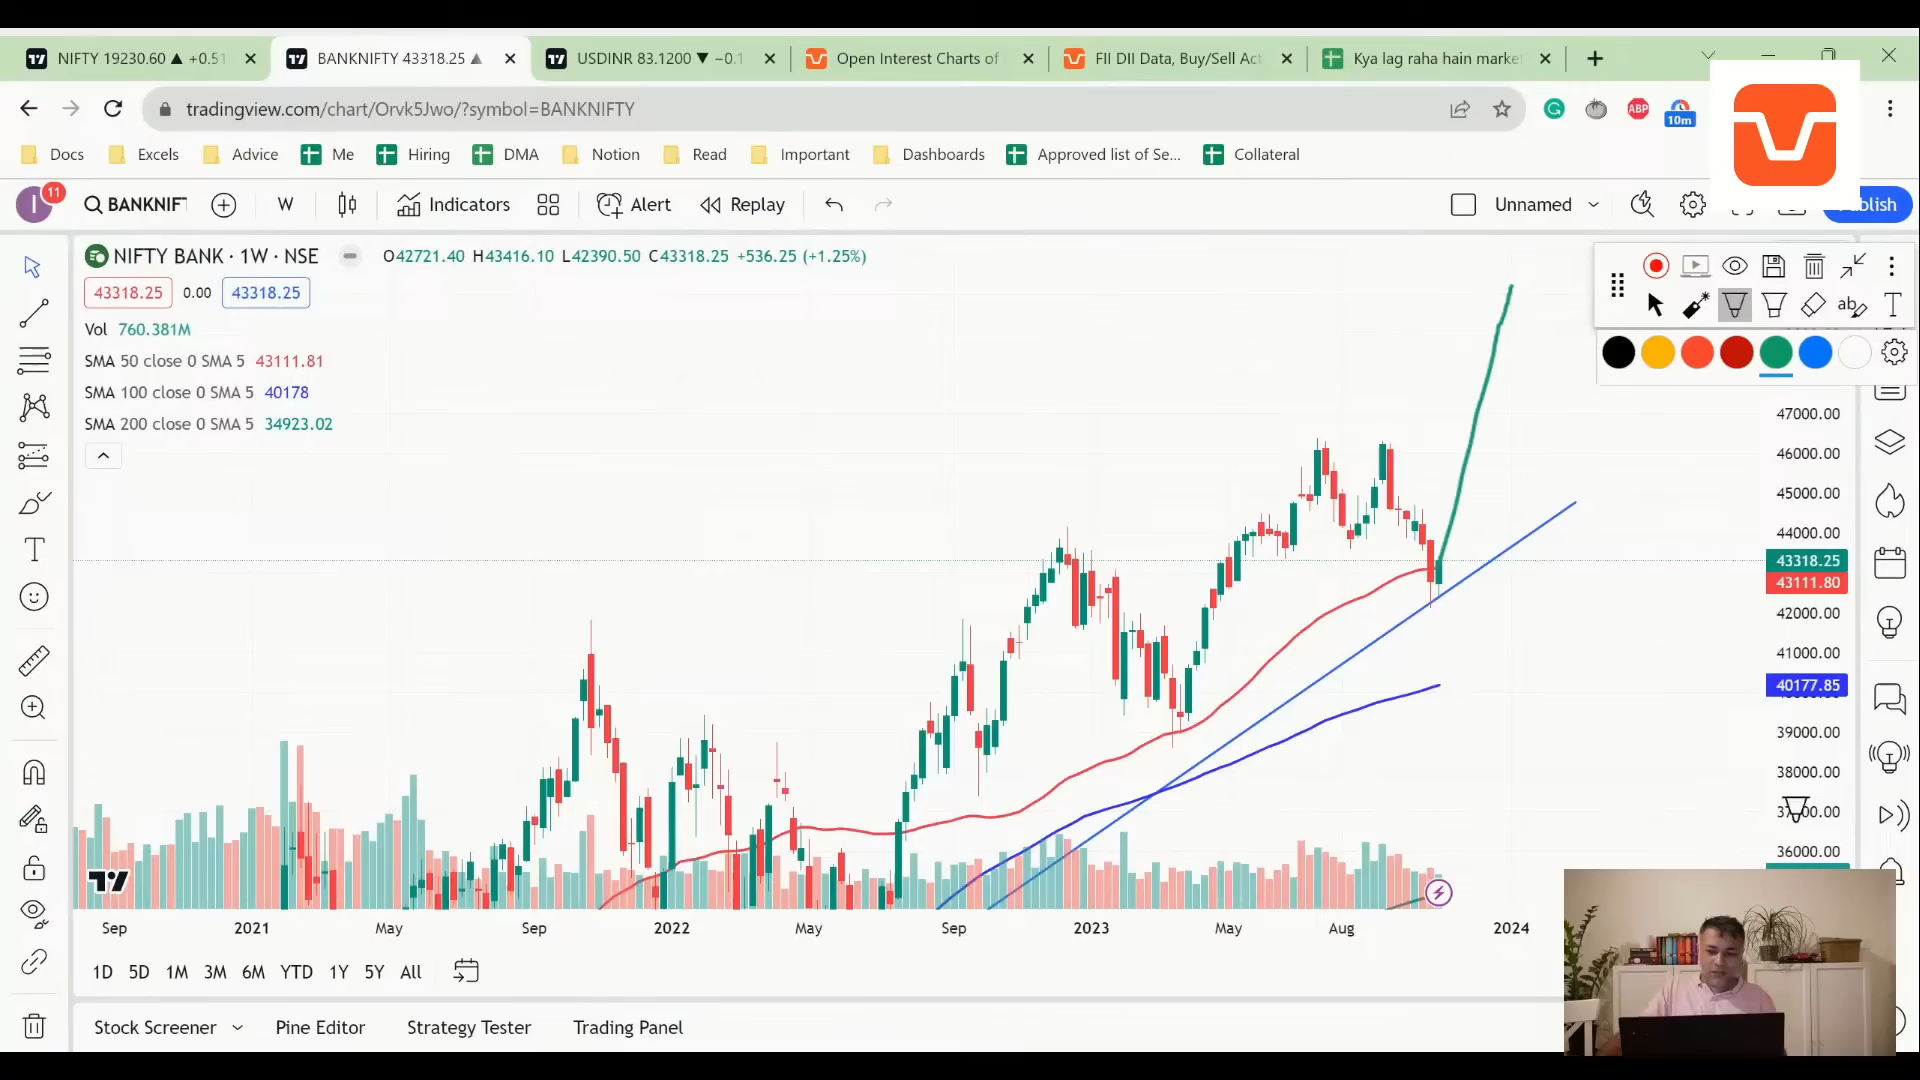 NIFTY 19230.60 ▲ +0.51
BANKNIFTY 43318.25 ▲
USDINR 83.1200 ▼ −0.1
Open Interest Charts of
FII DII Data, Buy/Sell Act
Kya lag raha hain market
tradingview.com/chart/Orvk5Jwo/?symbol=BANKNIFTY
ABP
10m
Docs
Excels
Advice
Me
Hiring
DMA
Notion
Read
Important
Dashboards
Approved list of Se...
Collateral
I
11
BANKNIFT
W
Indicators
Alert
Replay
Unnamed
NIFTY BANK · 1W · NSE
O42721.40 H43416.10 L42390.50 C43318.25 +536.25 (+1.25%)
43318.25 0.00 43318.25
Vol 760.381M
SMA 50 close 0 SMA 5 43111.81
SMA 100 close 0 SMA 5 40178
SMA 200 close 0 SMA 5 34923.02
47000.00
46000.00
45000.00
44000.00
43318.25
43111.80
42000.00
41000.00
40177.85
39000.00
38000.00
37000.00
36000.00
Sep 2021 May Sep 2022 May Sep 2023 May Aug 2024
1D 5D 1M 3M 6M YTD 1Y 5Y All
Stock Screener
Pine Editor
Strategy Tester
Trading Panel